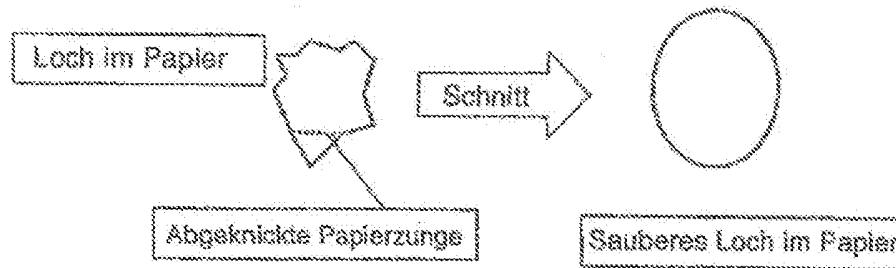 Loch im Papier
Schnitt
Abgeknickte Papierzunge
Sauberes Loch im Papier